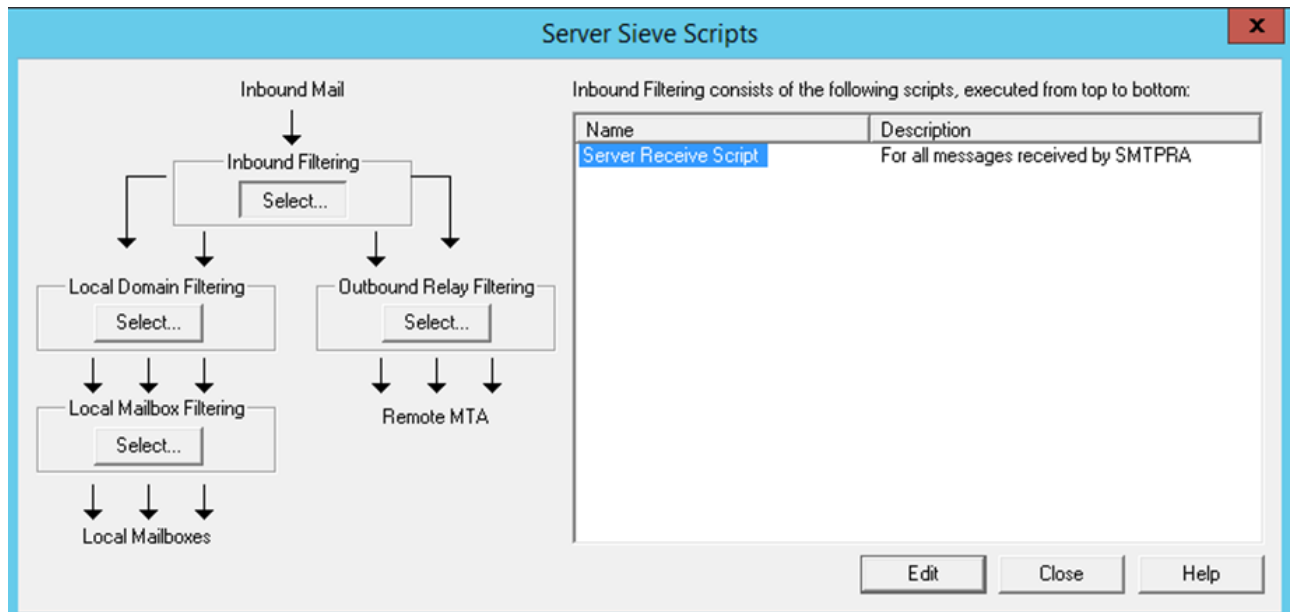 Server Sieve Scripts
x
Inbound Mail
Inbound Filtering
Select...
Local Domain Filtering
Select...
Outbound Relay Filtering
Select...
Local Mailbox Filtering
Select...
Remote MTA
Local Mailboxes
Inbound Filtering consists of the following scripts, executed from top to bottom:
Name Description
Server Receive Script For all messages received by SMTPRA
Edit Close Help